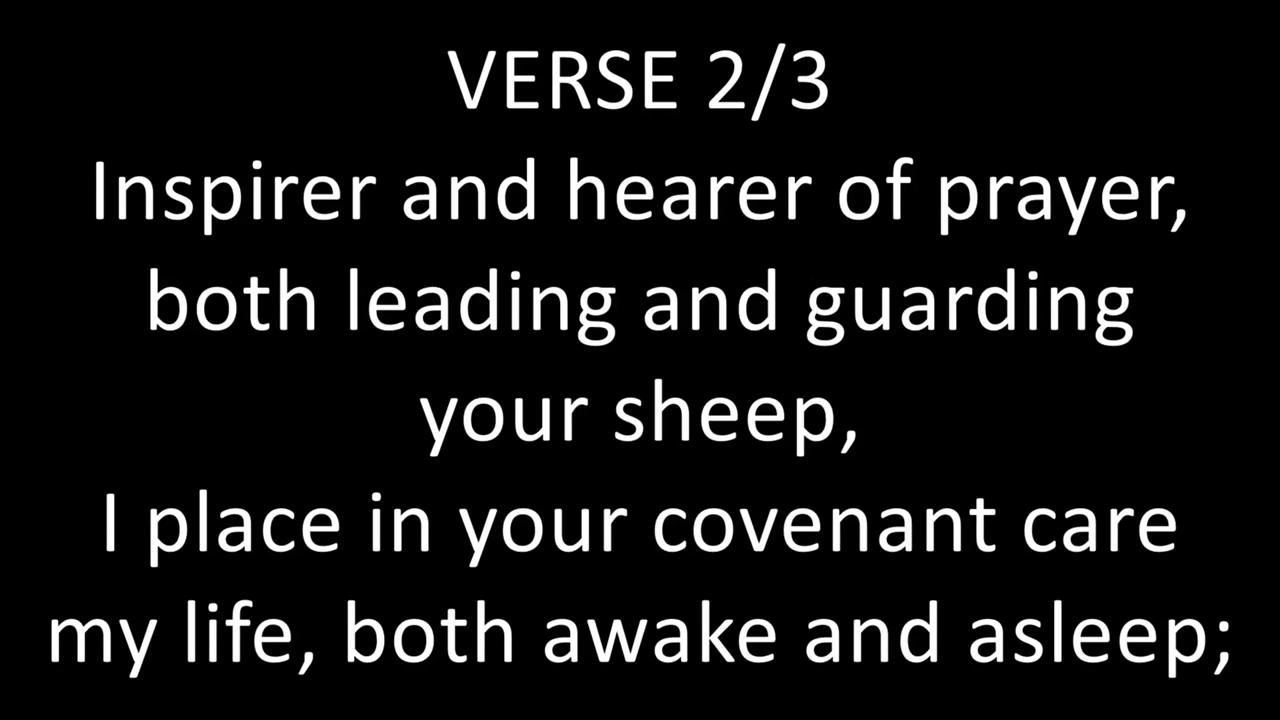 VERSE 2/3
Inspirer and hearer of prayer,
both leading and guarding
your sheep,
I place in your covenant care
my life, both awake and asleep;